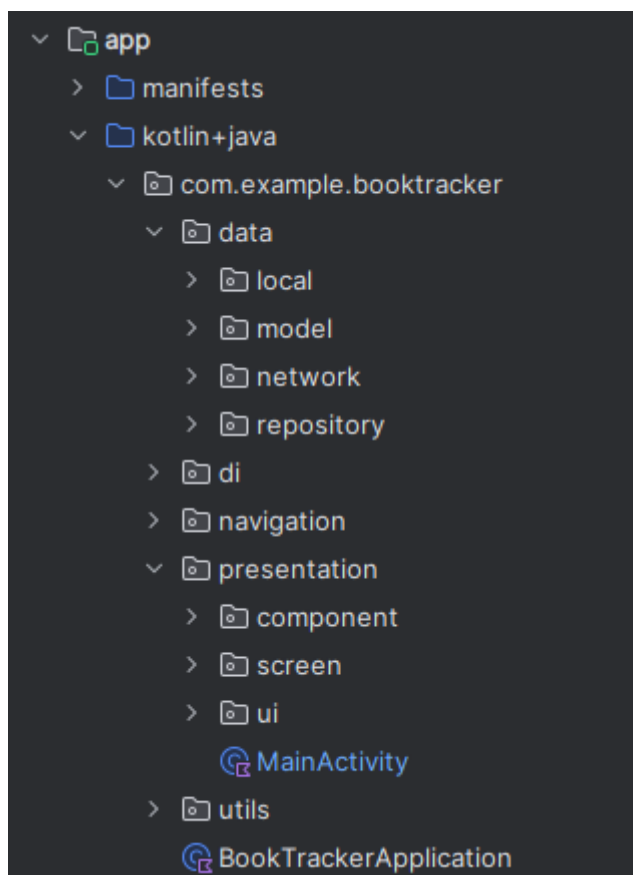 app
manifests
kotlin+java
com.example.booktracker
data
local
model
network
repository
di
navigation
presentation
component
screen
ui
MainActivity
utils
BookTrackerApplication